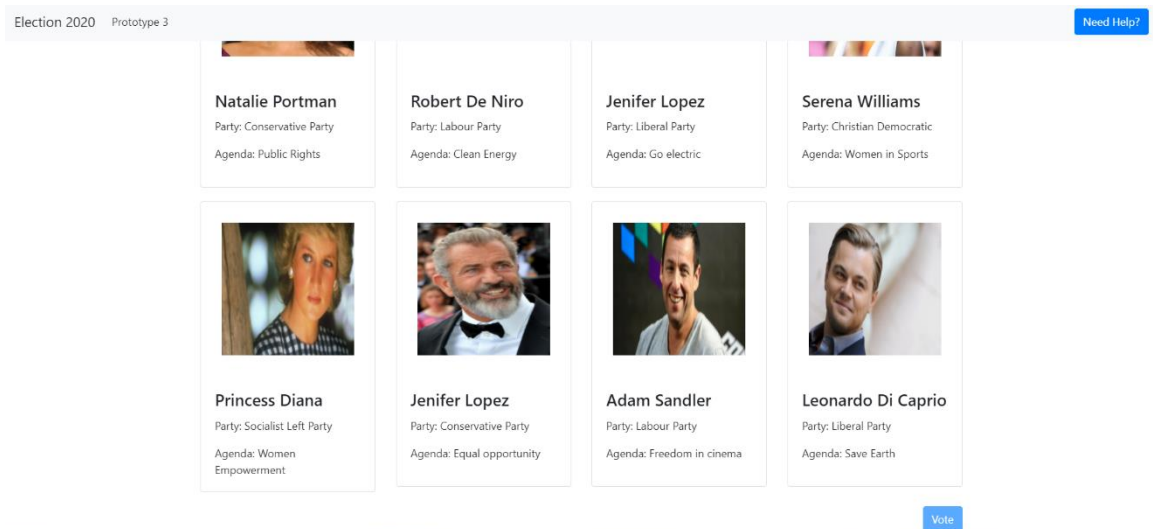 Election 2020 Prototype 3 Need Help?
Natalie Portman
Party: Conservative Party
Agenda: Public Rights
Robert De Niro
Party: Labour Party
Agenda: Clean Energy
Jenifer Lopez
Party: Liberal Party
Agenda: Go electric
Serena Williams
Party: Christian Democratic
Agenda: Women in Sports
Princess Diana
Party: Socialist Left Party
Agenda: Women
Empowerment
Jenifer Lopez
Party: Conservative Party
Agenda: Equal opportunity
Adam Sandler
Party: Labour Party
Agenda: Freedom in cinema
Leonardo Di Caprio
Party: Liberal Party
Agenda: Save Earth
Vote